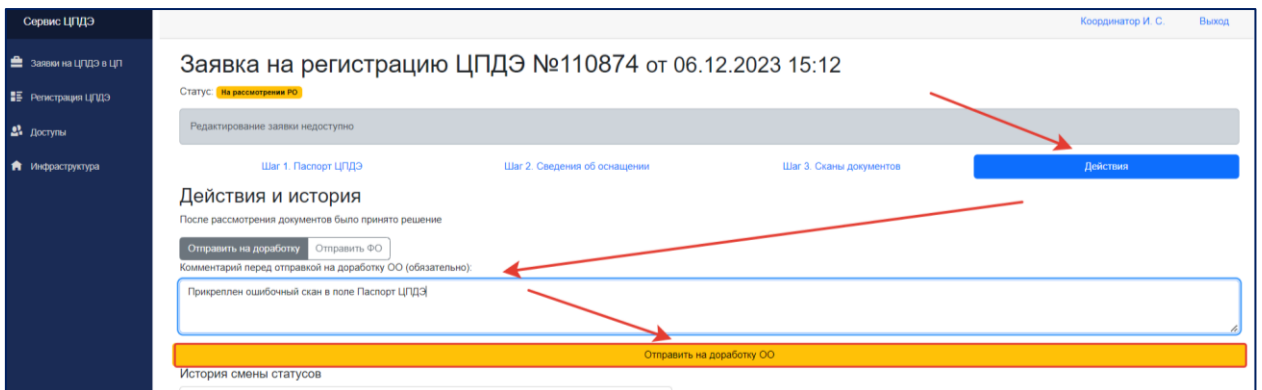 Сервис ЦПДЭ
Координатор И. С. Выход
Заявки на ЦПДЭ в ЦП
Регистрация ЦПДЭ
Доступы
Инфраструктура
Заявка на регистрацию ЦПДЭ №110874 от 06.12.2023 15:12
Статус: На рассмотрении РО
Редактирование заявки недоступно
Шаг 1. Паспорт ЦПДЭ Шаг 2. Сведения об оснащении Шаг 3. Сканы документов Действия
Действия и история
После рассмотрения документов было принято решение
Отправить на доработку Отправить ФО
Комментарий перед отправкой на доработку ОО (обязательно):
Прикреплен ошибочный скан в поле Паспорт ЦПДЭ
Отправить на доработку ОО
История смены статусов